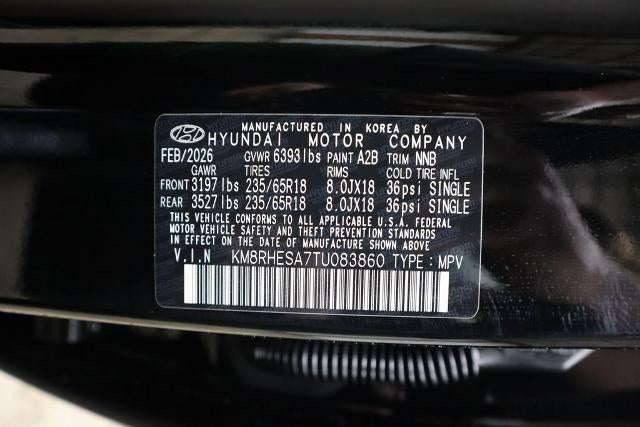 MANUFACTURED IN KOREA BY
HYUNDAI MOTOR COMPANY
FEB/2026 GVWR 6393lbs PAINT A2B TRIM NNB
GAWR TIRES RIMS COLD TIRE INFL
FRONT 3197lbs 235/65R18 8.0JX18 36psi SINGLE
REAR 3527lbs 235/65R18 8.0JX18 36psi SINGLE
THIS VEHICLE CONFORMS TO ALL APPLICABLE U.S.FEDERAL
MOTOR VEHICLE SAFETY AND THEFT PREVENTION STANDARDS
IN EFFECT ON THE DATE OF MANUFACTURE SHOWN ABOVE.
V.I.N KM8RHESA7TU083860 TYPE : MPV